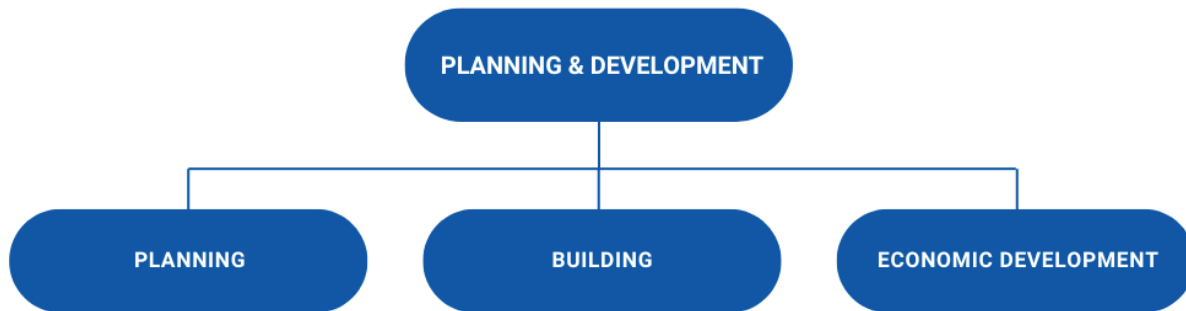 PLANNING & DEVELOPMENT
PLANNING
BUILDING
ECONOMIC DEVELOPMENT